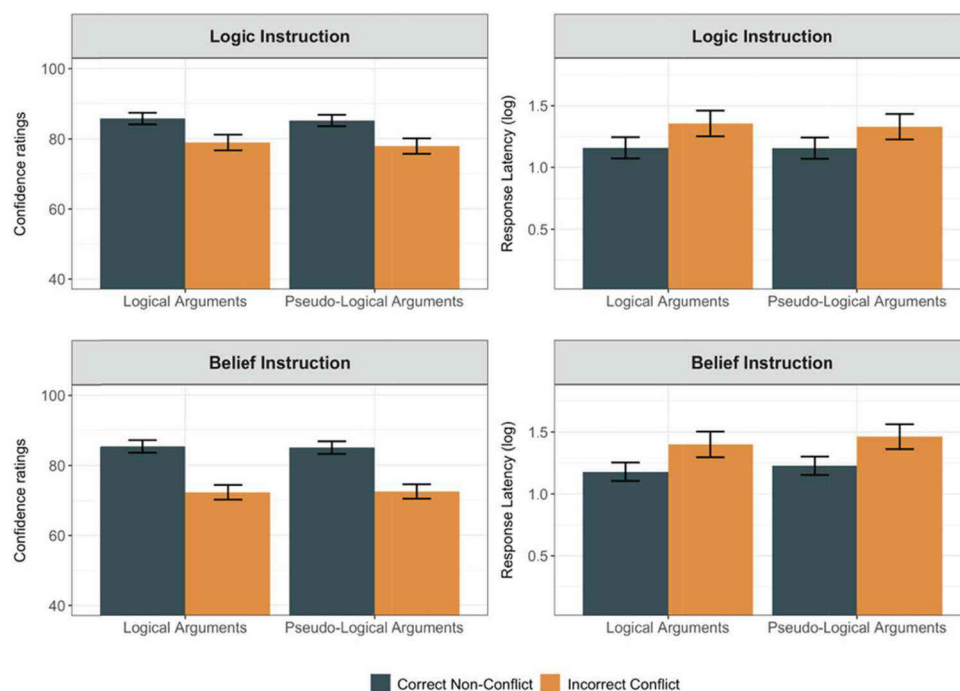 Logic Instruction
Confidence ratings
100
80
60
40
Logical Arguments Pseudo-Logical Arguments
Logic Instruction
Response Latency (log)
1.5
1.0
0.5
Logical Arguments Pseudo-Logical Arguments
Belief Instruction
Confidence ratings
100
80
60
40
Logical Arguments Pseudo-Logical Arguments
Belief Instruction
Response Latency (log)
1.5
1.0
0.5
Logical Arguments Pseudo-Logical Arguments
Correct Non-Conflict Incorrect Conflict